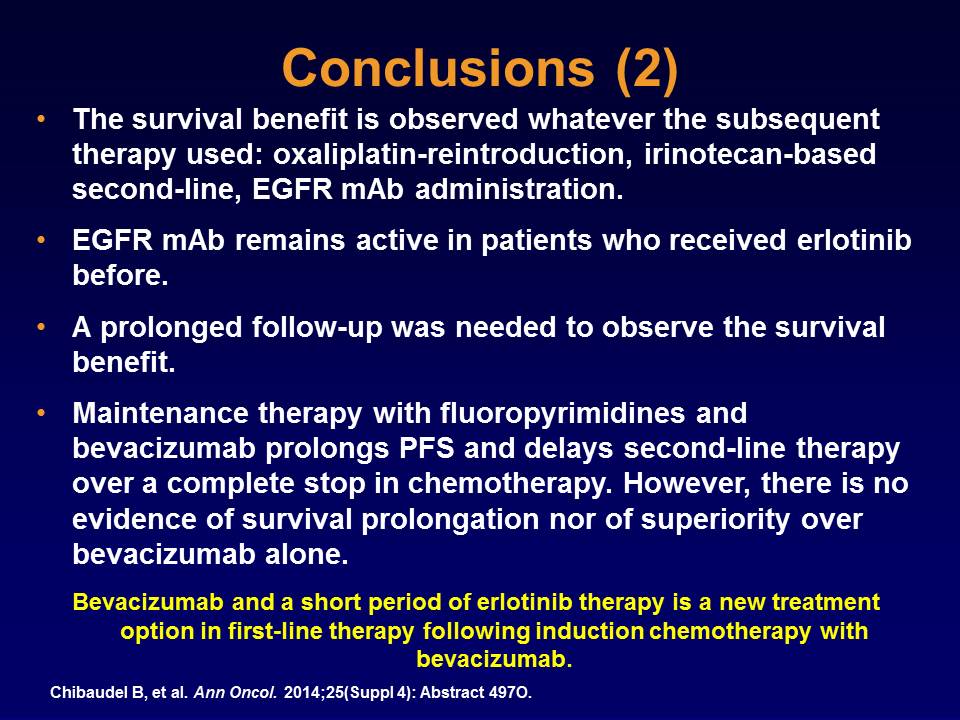 Conclusions (2)
• The survival benefit is observed whatever the subsequent
therapy used: oxaliplatin-reintroduction, irinotecan-based
second-line, EGFR mAb administration.
• EGFR mAb remains active in patients who received erlotinib
before.
• A prolonged follow-up was needed to observe the survival
benefit.
• Maintenance therapy with fluoropyrimidines and
bevacizumab prolongs PFS and delays second-line therapy
over a complete stop in chemotherapy. However, there is no
evidence of survival prolongation nor of superiority over
bevacizumab alone.
Bevacizumab and a short period of erlotinib therapy is a new treatment
option in first-line therapy following induction chemotherapy with
bevacizumab.
Chibaudel B, et al. Ann Oncol. 2014;25(Suppl 4): Abstract 497O.